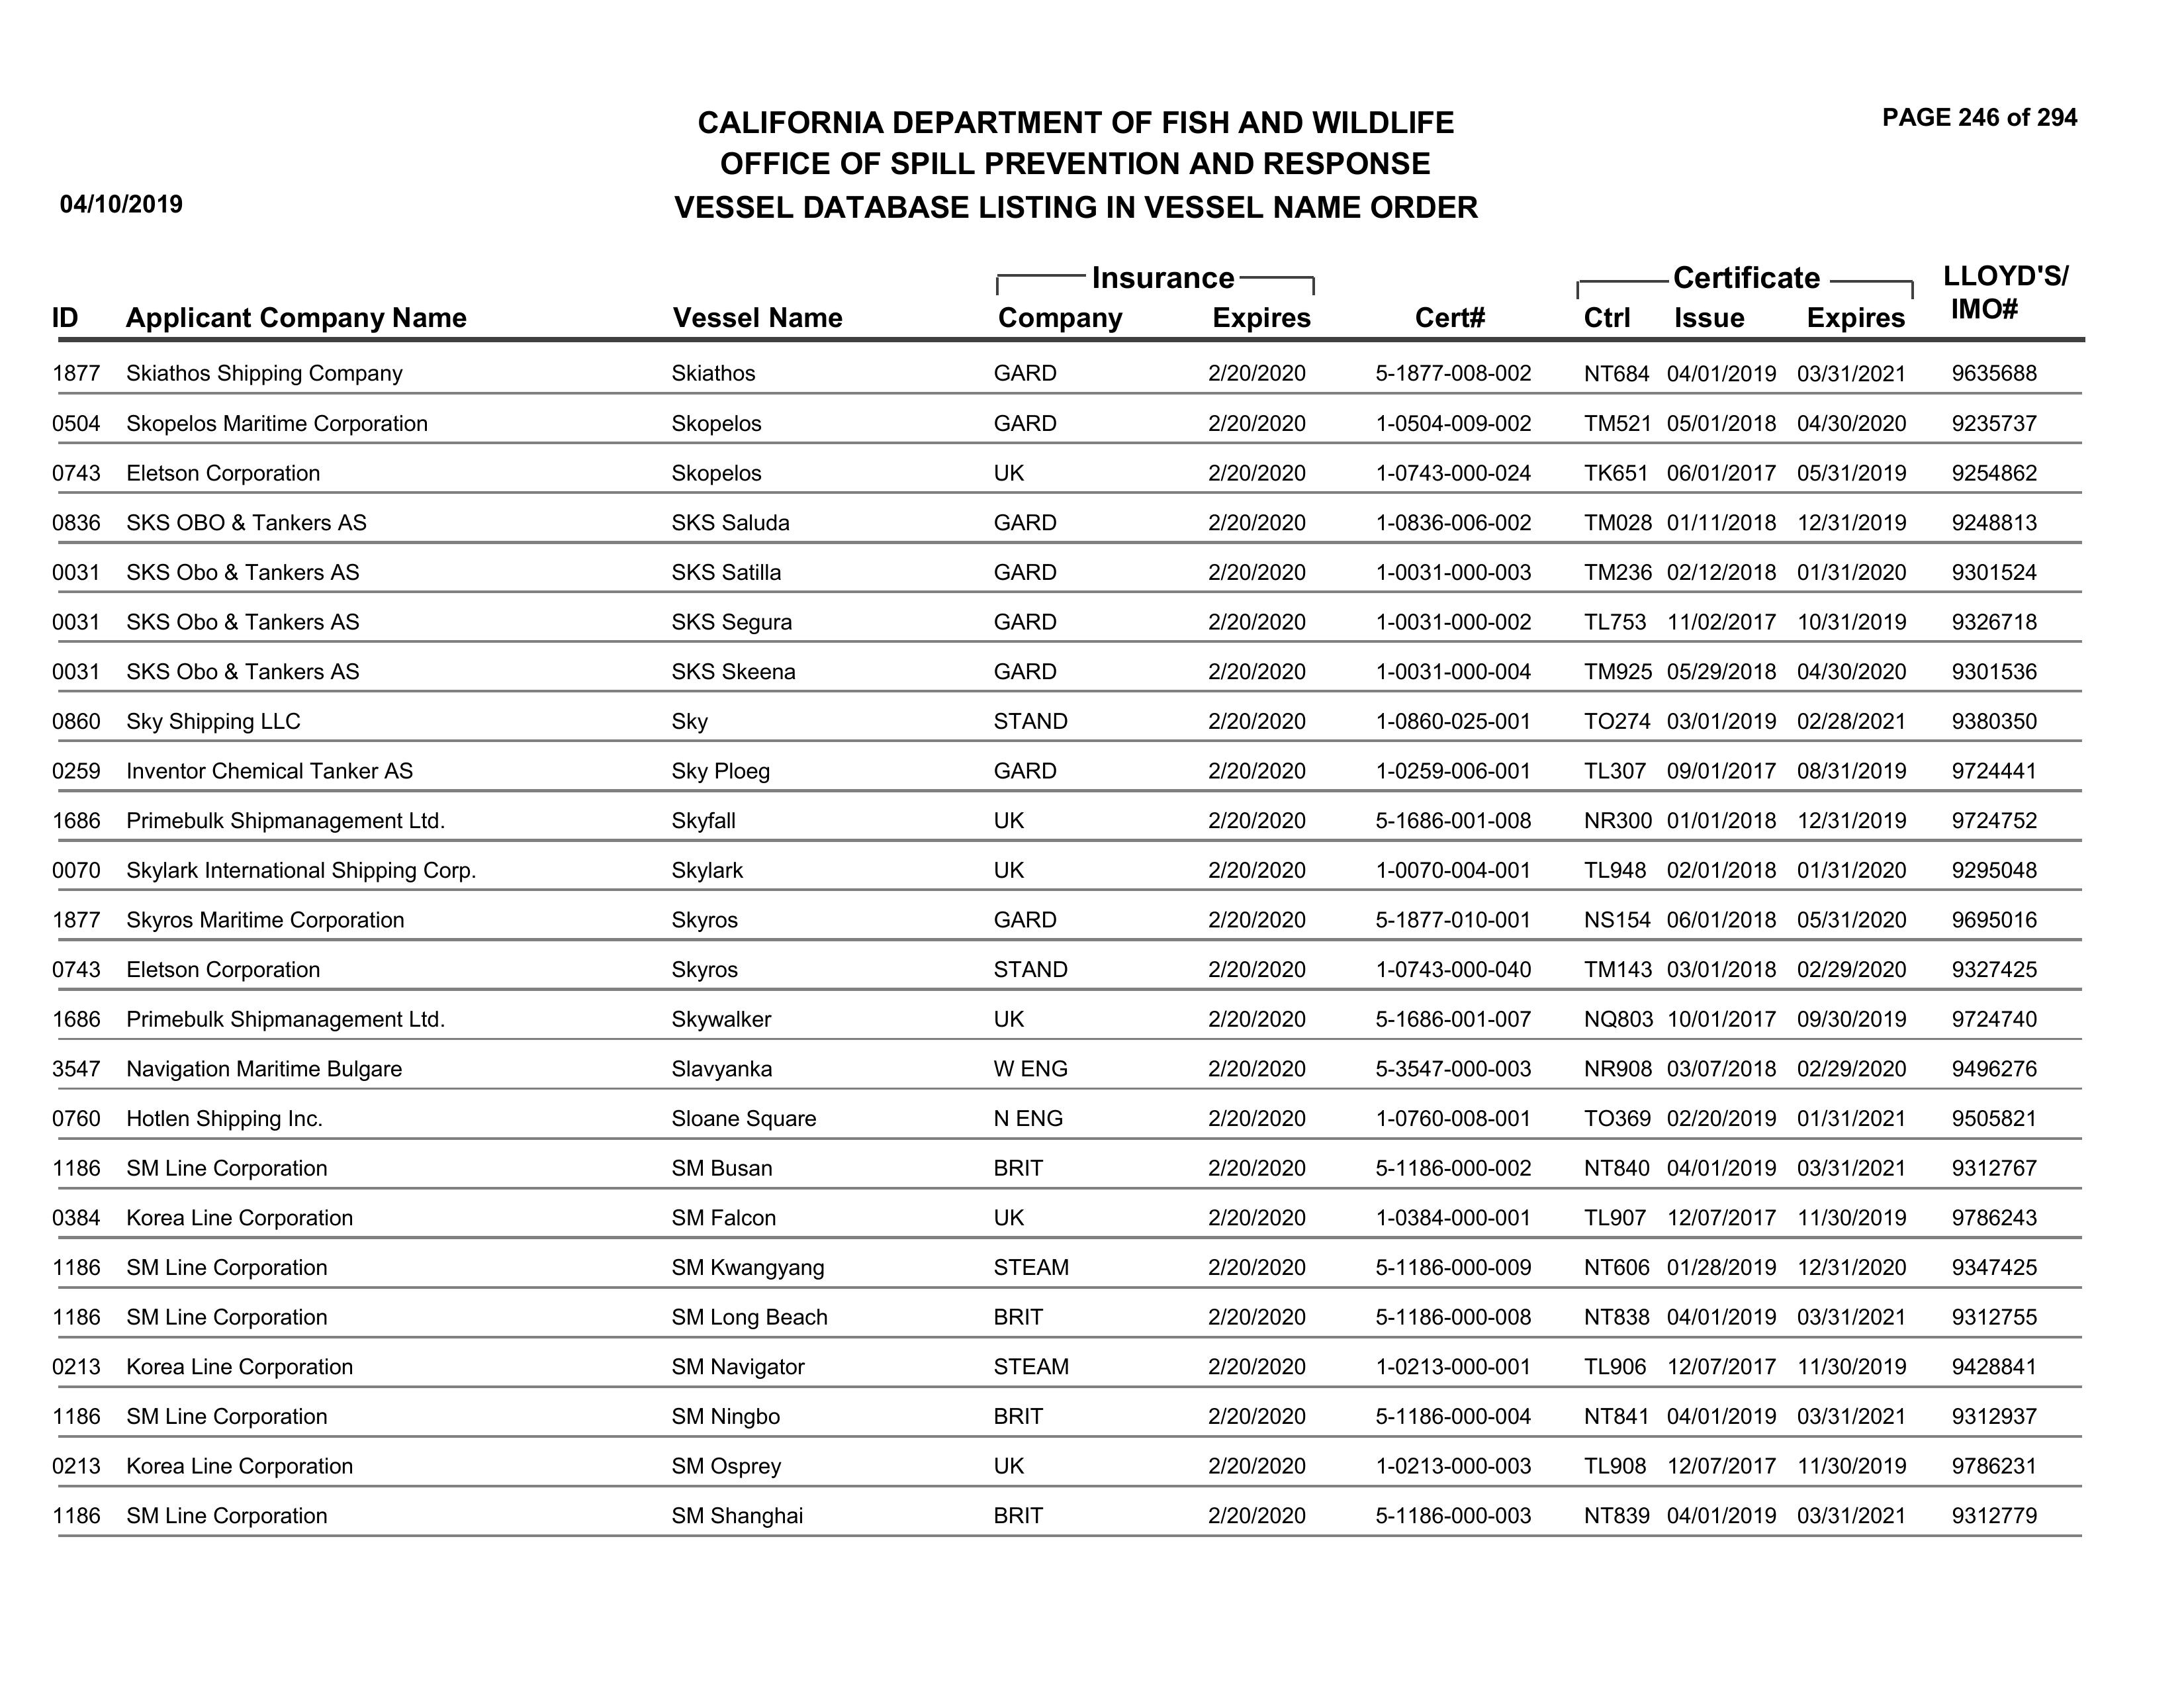 CALIFORNIA DEPARTMENT OF FISH AND WILDLIFE
PAGE 246 of 294
OFFICE OF SPILL PREVENTION AND RESPONSE
04/10/2019
VESSEL DATABASE LISTING IN VESSEL NAME ORDER
Insurance Certificate LLOYD'S/
ID Applicant Company Name Vessel Name Company Expires Cert# Ctrl Issue Expires IMO#
1877 Skiathos Shipping Company Skiathos GARD 2/20/2020 5-1877-008-002 NT684 04/01/2019 03/31/2021 9635688
0504 Skopelos Maritime Corporation Skopelos GARD 2/20/2020 1-0504-009-002 TM521 05/01/2018 04/30/2020 9235737
0743 Eletson Corporation Skopelos UK 2/20/2020 1-0743-000-024 TK651 06/01/2017 05/31/2019 9254862
0836 SKS OBO & Tankers AS SKS Saluda GARD 2/20/2020 1-0836-006-002 TM028 01/11/2018 12/31/2019 9248813
0031 SKS Obo & Tankers AS SKS Satilla GARD 2/20/2020 1-0031-000-003 TM236 02/12/2018 01/31/2020 9301524
0031 SKS Obo & Tankers AS SKS Segura GARD 2/20/2020 1-0031-000-002 TL753 11/02/2017 10/31/2019 9326718
0031 SKS Obo & Tankers AS SKS Skeena GARD 2/20/2020 1-0031-000-004 TM925 05/29/2018 04/30/2020 9301536
0860 Sky Shipping LLC Sky STAND 2/20/2020 1-0860-025-001 TO274 03/01/2019 02/28/2021 9380350
0259 Inventor Chemical Tanker AS Sky Ploeg GARD 2/20/2020 1-0259-006-001 TL307 09/01/2017 08/31/2019 9724441
1686 Primebulk Shipmanagement Ltd. Skyfall UK 2/20/2020 5-1686-001-008 NR300 01/01/2018 12/31/2019 9724752
0070 Skylark International Shipping Corp. Skylark UK 2/20/2020 1-0070-004-001 TL948 02/01/2018 01/31/2020 9295048
1877 Skyros Maritime Corporation Skyros GARD 2/20/2020 5-1877-010-001 NS154 06/01/2018 05/31/2020 9695016
0743 Eletson Corporation Skyros STAND 2/20/2020 1-0743-000-040 TM143 03/01/2018 02/29/2020 9327425
1686 Primebulk Shipmanagement Ltd. Skywalker UK 2/20/2020 5-1686-001-007 NQ803 10/01/2017 09/30/2019 9724740
3547 Navigation Maritime Bulgare Slavyanka W ENG 2/20/2020 5-3547-000-003 NR908 03/07/2018 02/29/2020 9496276
0760 Hotlen Shipping Inc. Sloane Square N ENG 2/20/2020 1-0760-008-001 TO369 02/20/2019 01/31/2021 9505821
1186 SM Line Corporation SM Busan BRIT 2/20/2020 5-1186-000-002 NT840 04/01/2019 03/31/2021 9312767
0384 Korea Line Corporation SM Falcon UK 2/20/2020 1-0384-000-001 TL907 12/07/2017 11/30/2019 9786243
1186 SM Line Corporation SM Kwangyang STEAM 2/20/2020 5-1186-000-009 NT606 01/28/2019 12/31/2020 9347425
1186 SM Line Corporation SM Long Beach BRIT 2/20/2020 5-1186-000-008 NT838 04/01/2019 03/31/2021 9312755
0213 Korea Line Corporation SM Navigator STEAM 2/20/2020 1-0213-000-001 TL906 12/07/2017 11/30/2019 9428841
1186 SM Line Corporation SM Ningbo BRIT 2/20/2020 5-1186-000-004 NT841 04/01/2019 03/31/2021 9312937
0213 Korea Line Corporation SM Osprey UK 2/20/2020 1-0213-000-003 TL908 12/07/2017 11/30/2019 9786231
1186 SM Line Corporation SM Shanghai BRIT 2/20/2020 5-1186-000-003 NT839 04/01/2019 03/31/2021 9312779